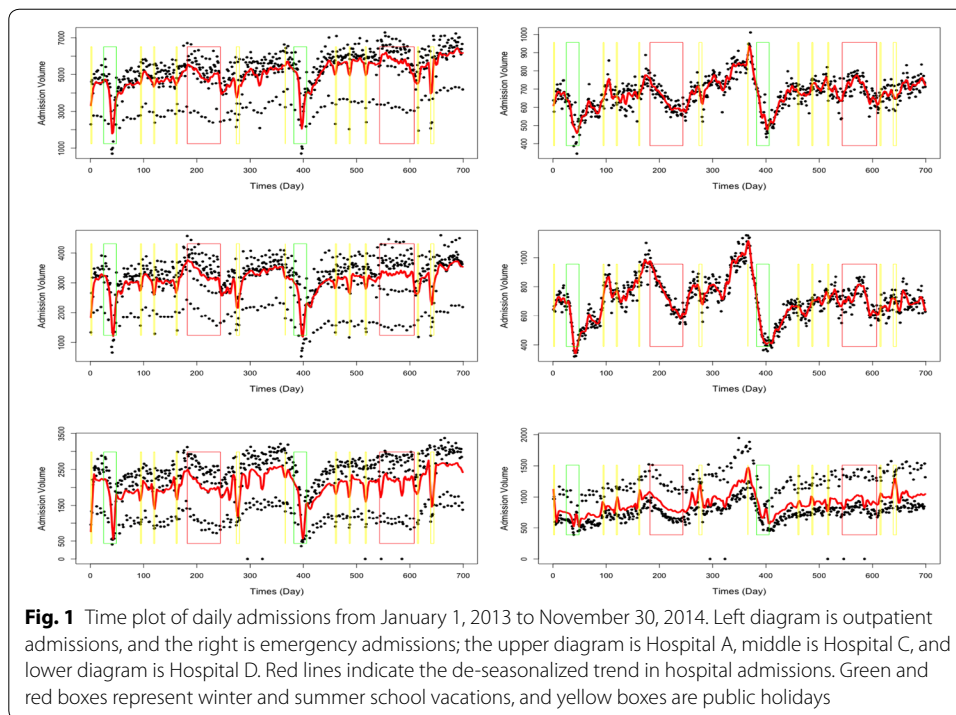 7000
5000
3000
1000
Admission Volume
0 100 200 300 400 500 600 700
Times (Day)
1000
900
800
700
600
500
400
Admission Volume
0 100 200 300 400 500 600 700
Times (Day)
4000
3000
2000
1000
Admission Volume
0 100 200 300 400 500 600 700
Times (Day)
1000
800
600
400
Admission Volume
0 100 200 300 400 500 600 700
Times (Day)
3500
2500
1500
500
0
Admission Volume
0 100 200 300 400 500 600 700
Times (Day)
2000
1500
1000
500
0
Admission Volume
0 100 200 300 400 500 600 700
Times (Day)
Fig. 1 Time plot of daily admissions from January 1, 2013 to November 30, 2014. Left diagram is outpatient
admissions, and the right is emergency admissions; the upper diagram is Hospital A, middle is Hospital C, and
lower diagram is Hospital D. Red lines indicate the de-seasonalized trend in hospital admissions. Green and
red boxes represent winter and summer school vacations, and yellow boxes are public holidays